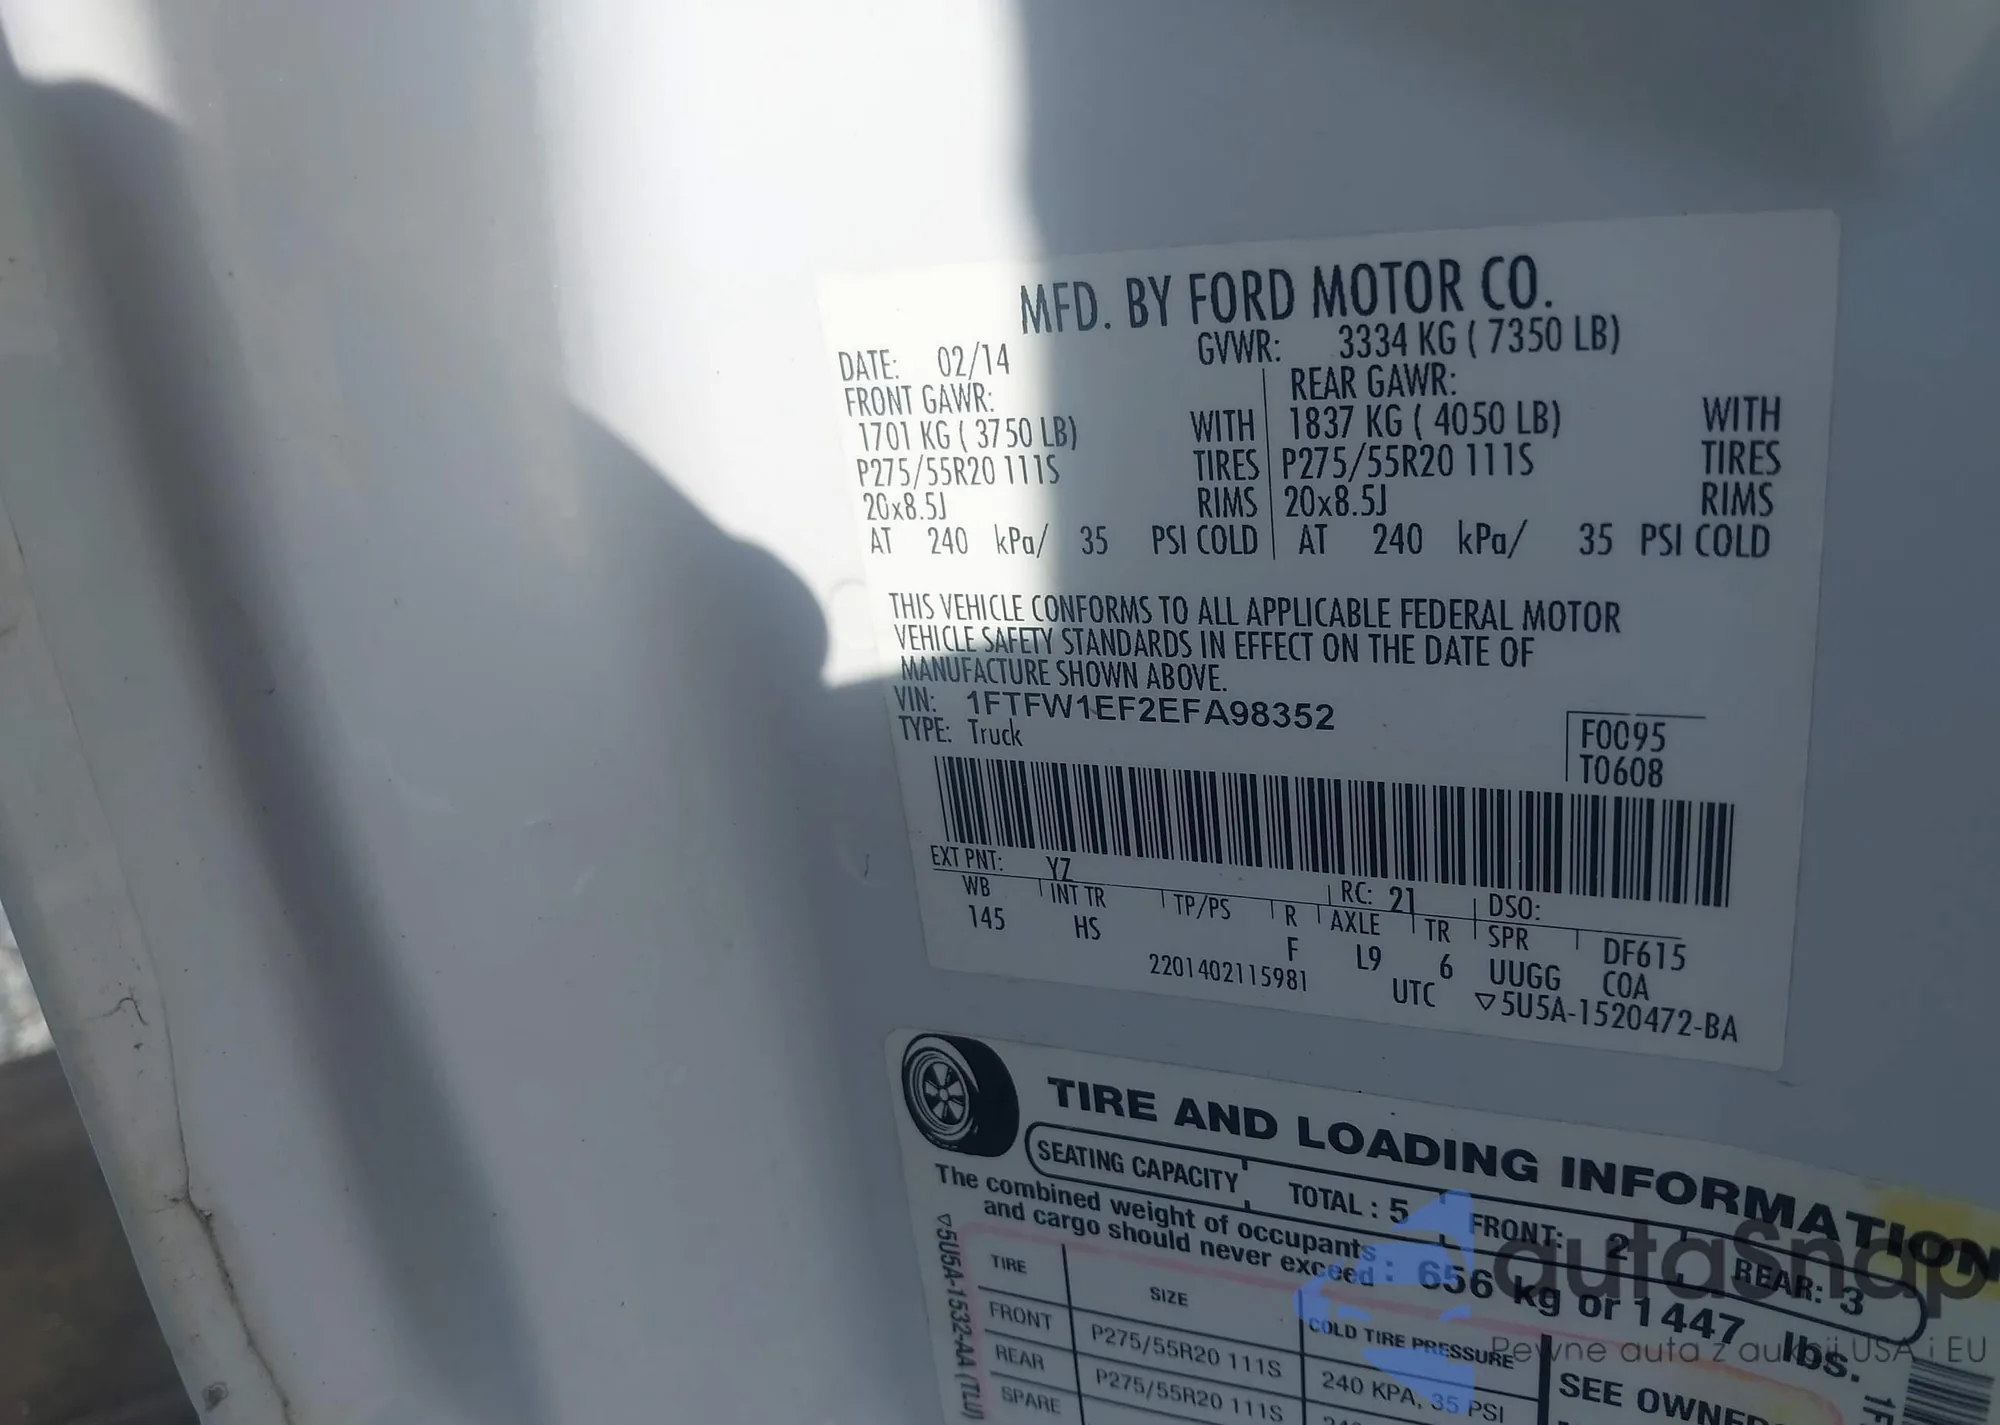 MFD. BY FORD MOTOR CO.
DATE: 02/14 GVWR: 3334 KG ( 7350 LB)
FRONT GAWR: REAR GAWR:
1701 KG ( 3750 LB) WITH 1837 KG ( 4050 LB) WITH
P275/55R20 111S TIRES P275/55R20 111S TIRES
20x8.5J RIMS 20x8.5J RIMS
AT 240 kPa/ 35 PSI COLD AT 240 kPa/ 35 PSI COLD
THIS VEHICLE CONFORMS TO ALL APPLICABLE FEDERAL MOTOR
VEHICLE SAFETY STANDARDS IN EFFECT ON THE DATE OF
MANUFACTURE SHOWN ABOVE.
VIN: 1FTFW1EF2EFA98352
TYPE: Truck
F0095
T0608
EXT PNT: YZ RC: 21 DSO:
WB INT TR TP/PS R AXLE TR SPR DF615
145 HS F L9 6 UUGG COA
2201402115981 UTC ▽5U5A-1520472-BA
TIRE AND LOADING INFORMATION
SEATING CAPACITY TOTAL : 5 FRONT: 2 REAR: 3
The combined weight of occupants
and cargo should never exceed : 656 kg or 1447 lbs.
▽5U5A-1532-AA (TLU)
TIRE SIZE COLD TIRE PRESSURE
FRONT P275/55R20 111S 240 KPA, 35 PSI
REAR P275/55R20 111S
SPARE
SEE OWNER
autaSnap
Pewne auta z aukcji USA i EU